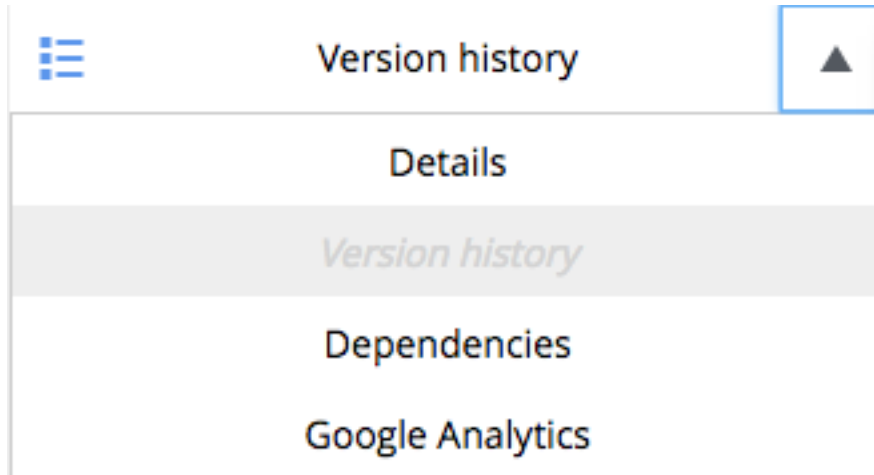 Version history
Details
Version history
Dependencies
Google Analytics